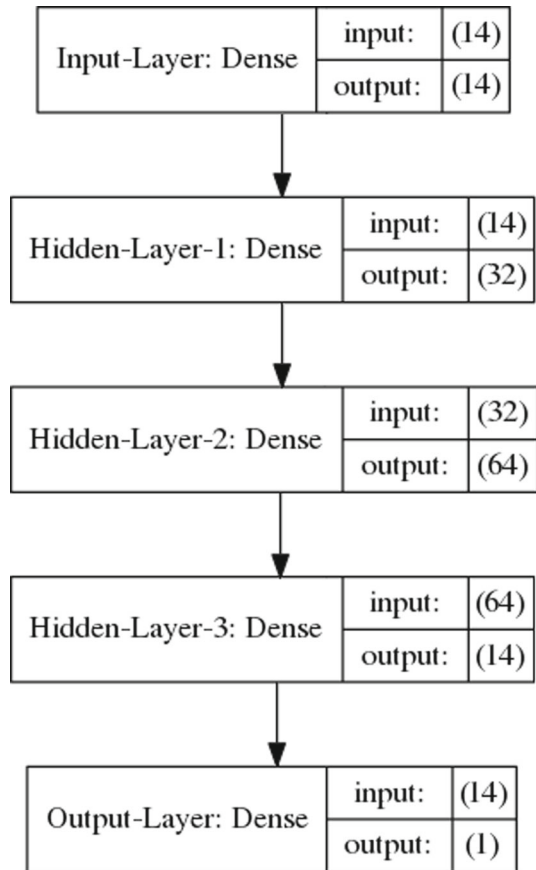 Input-Layer: Dense
input: (14)
output: (14)
Hidden-Layer-1: Dense
input: (14)
output: (32)
Hidden-Layer-2: Dense
input: (32)
output: (64)
Hidden-Layer-3: Dense
input: (64)
output: (14)
Output-Layer: Dense
input: (14)
output: (1)